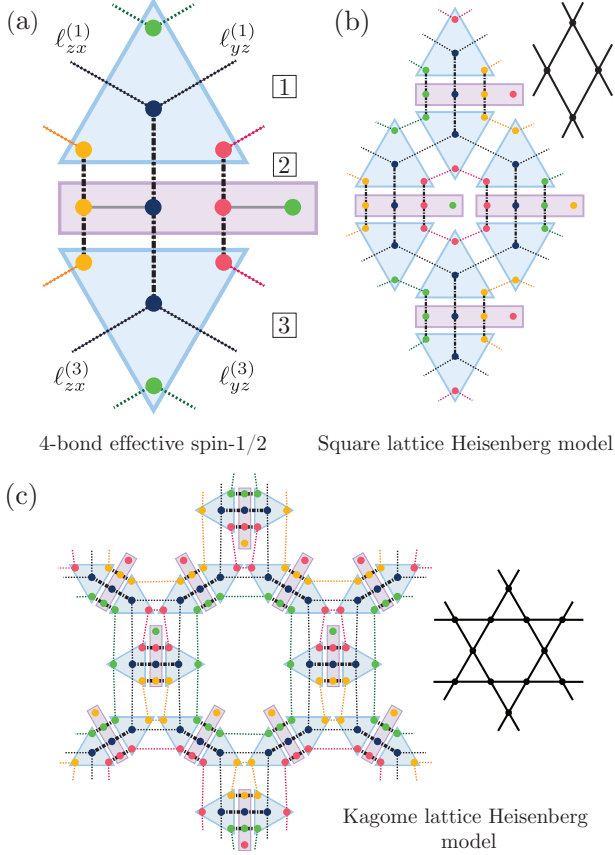 (a)
ℓ_{zx}^{(1)}
ℓ_{yz}^{(1)}
1
2
3
ℓ_{zx}^{(3)}
ℓ_{yz}^{(3)}
4-bond effective spin-1/2
(b)
Square lattice Heisenberg model
(c)
Kagome lattice Heisenberg
model